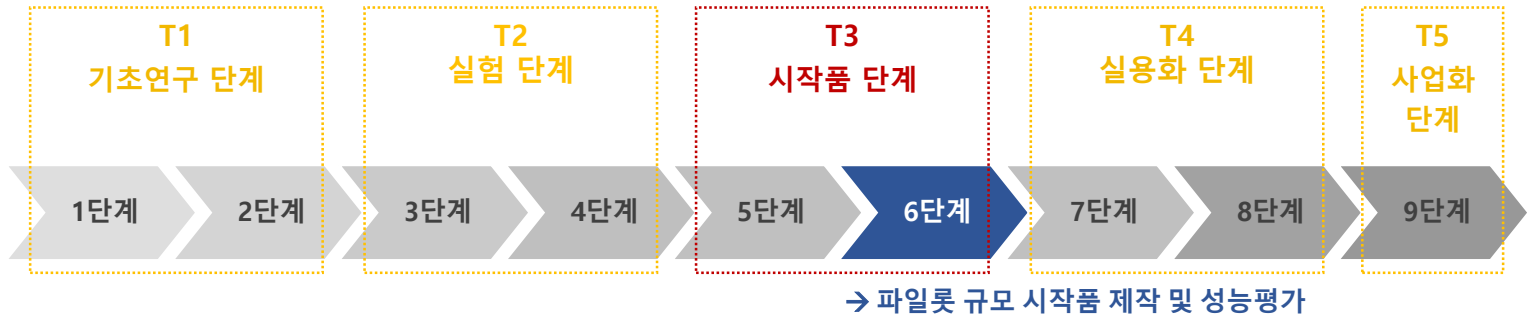 T1
기초연구 단계
T2
실험 단계
T3
시작품 단계
T4
실용화 단계
T5
사업화
단계
1단계
2단계
3단계
4단계
5단계
6단계
7단계
8단계
9단계
→ 파일롯 규모 시작품 제작 및 성능평가